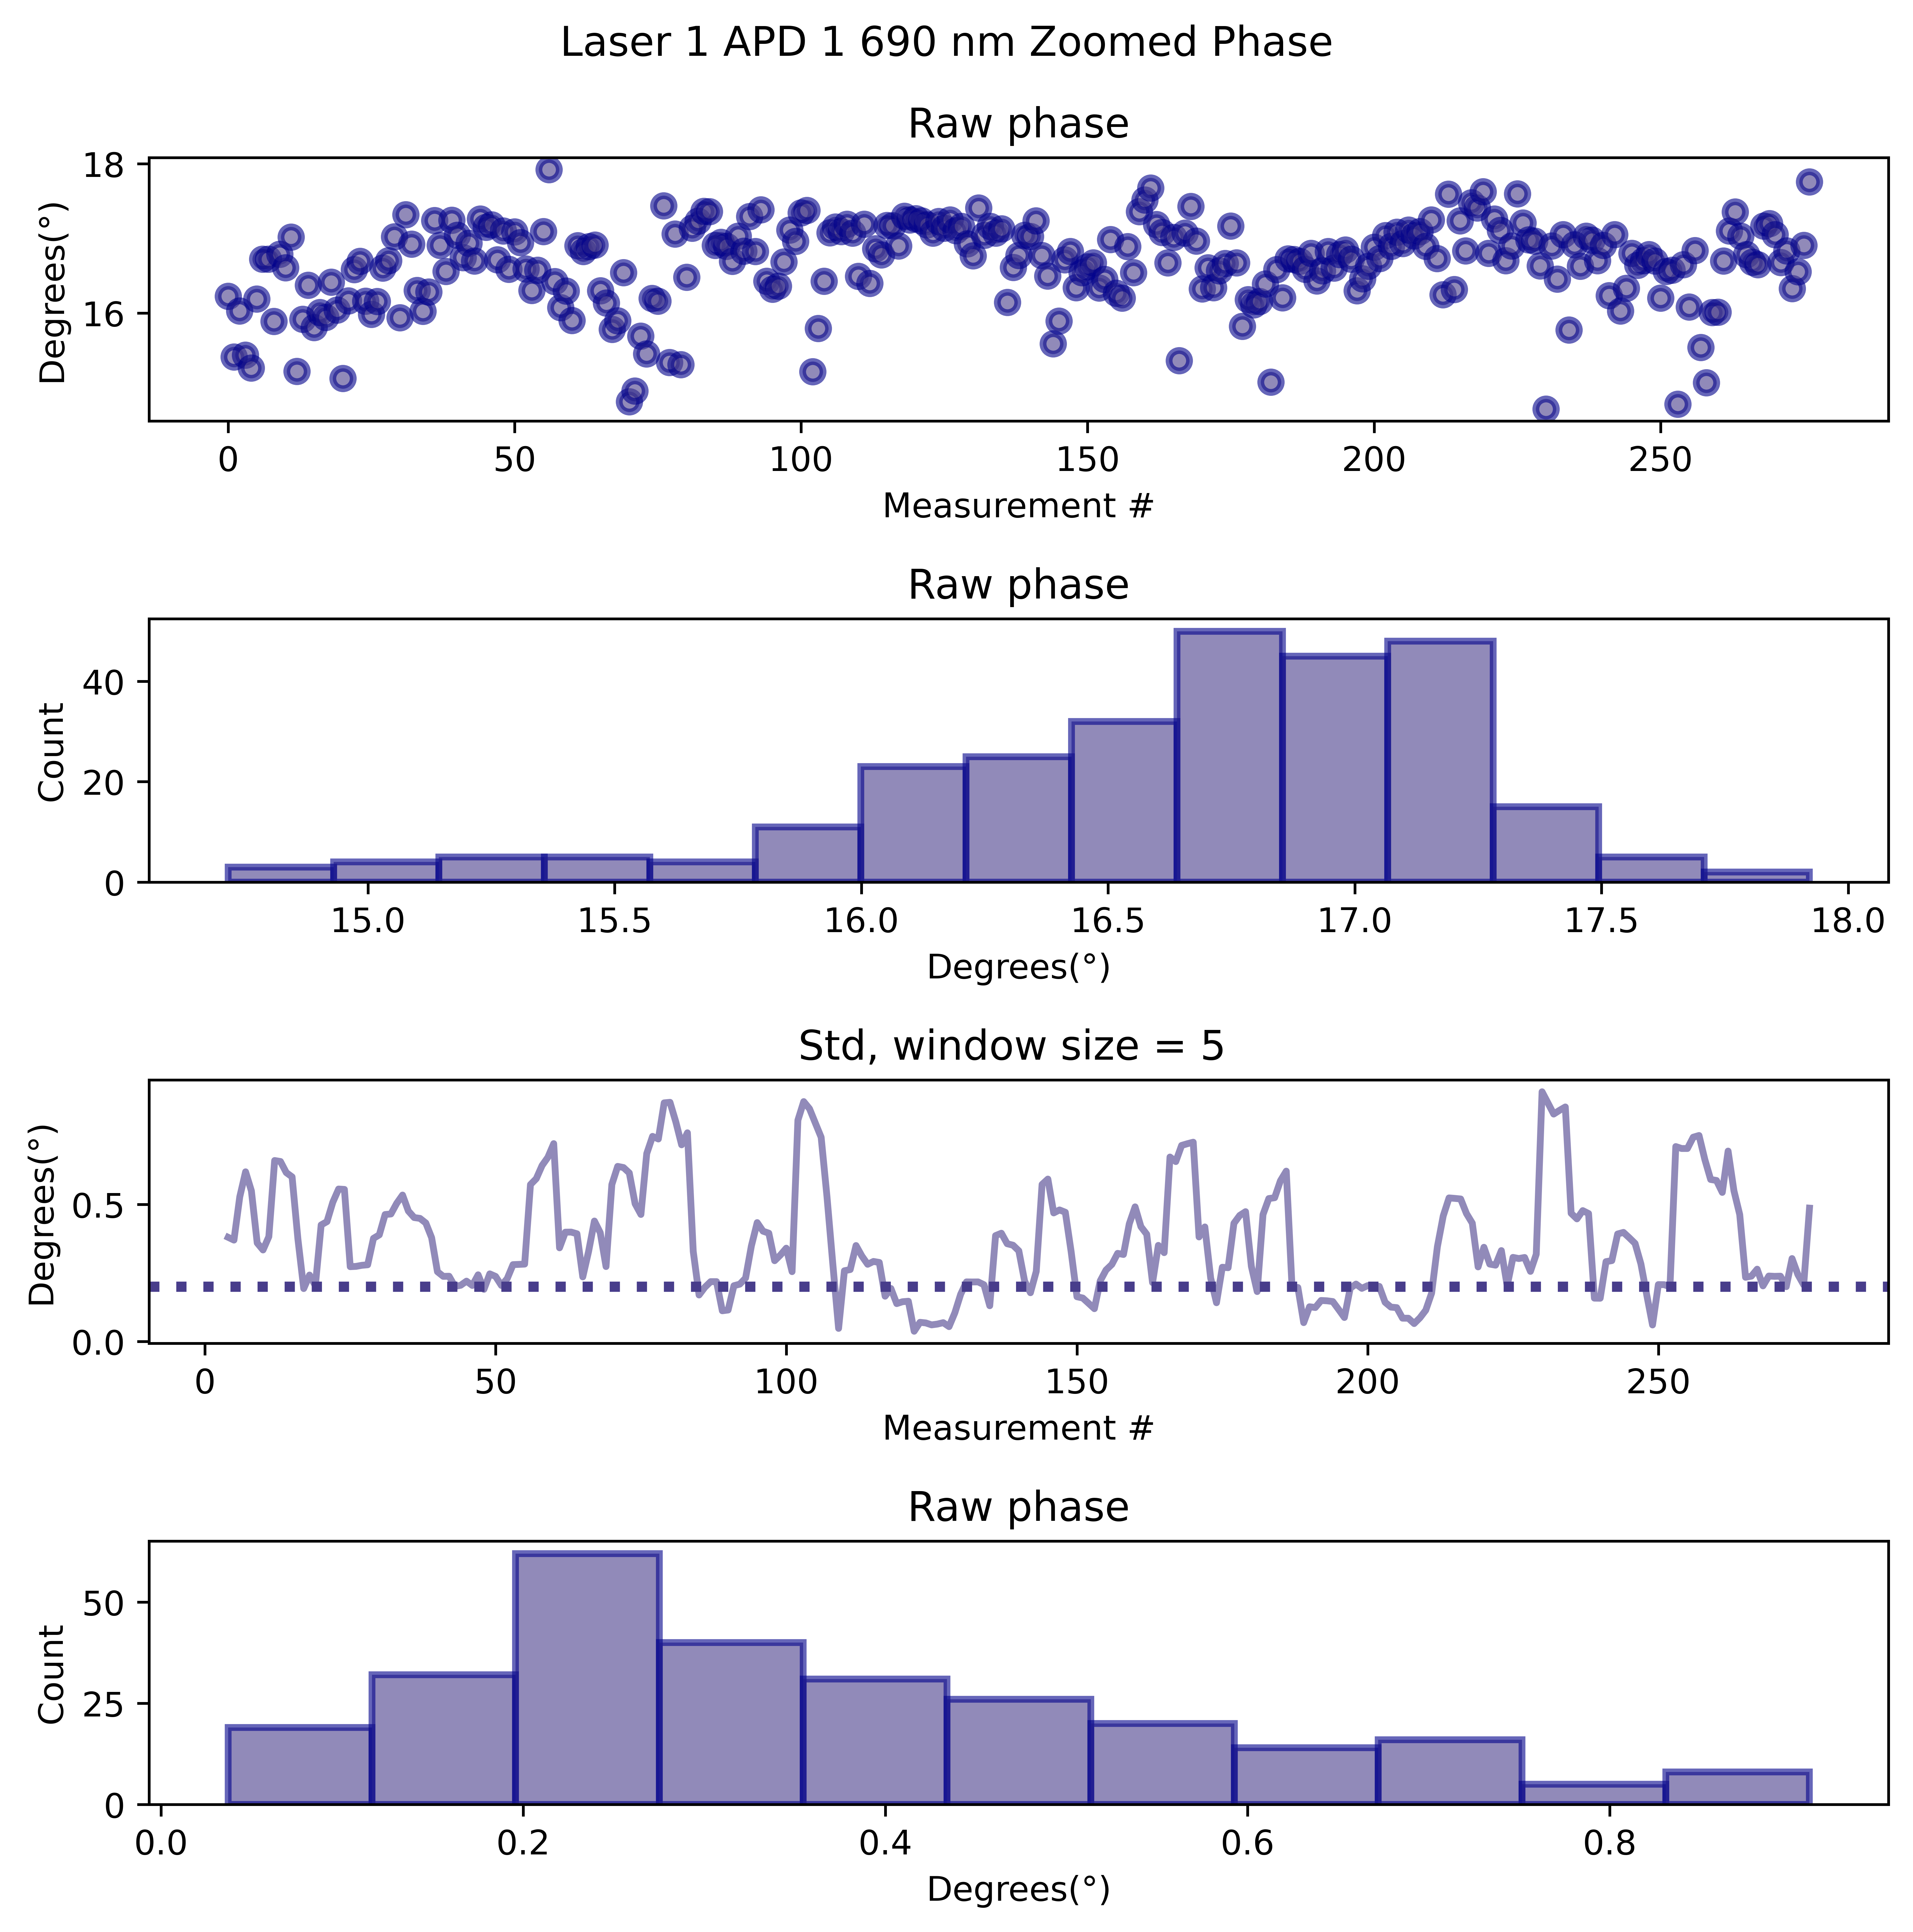 Laser 1 APD 1 690 nm Zoomed Phase
Raw phase
Degrees(°)
18
16
0 50 100 150 200 250
Measurement #
Raw phase
Count
40
20
0
15.0 15.5 16.0 16.5 17.0 17.5 18.0
Degrees(°)
Std, window size = 5
Degrees(°)
0.5
0.0
0 50 100 150 200 250
Measurement #
Raw phase
Count
50
25
0
0.0 0.2 0.4 0.6 0.8
Degrees(°)